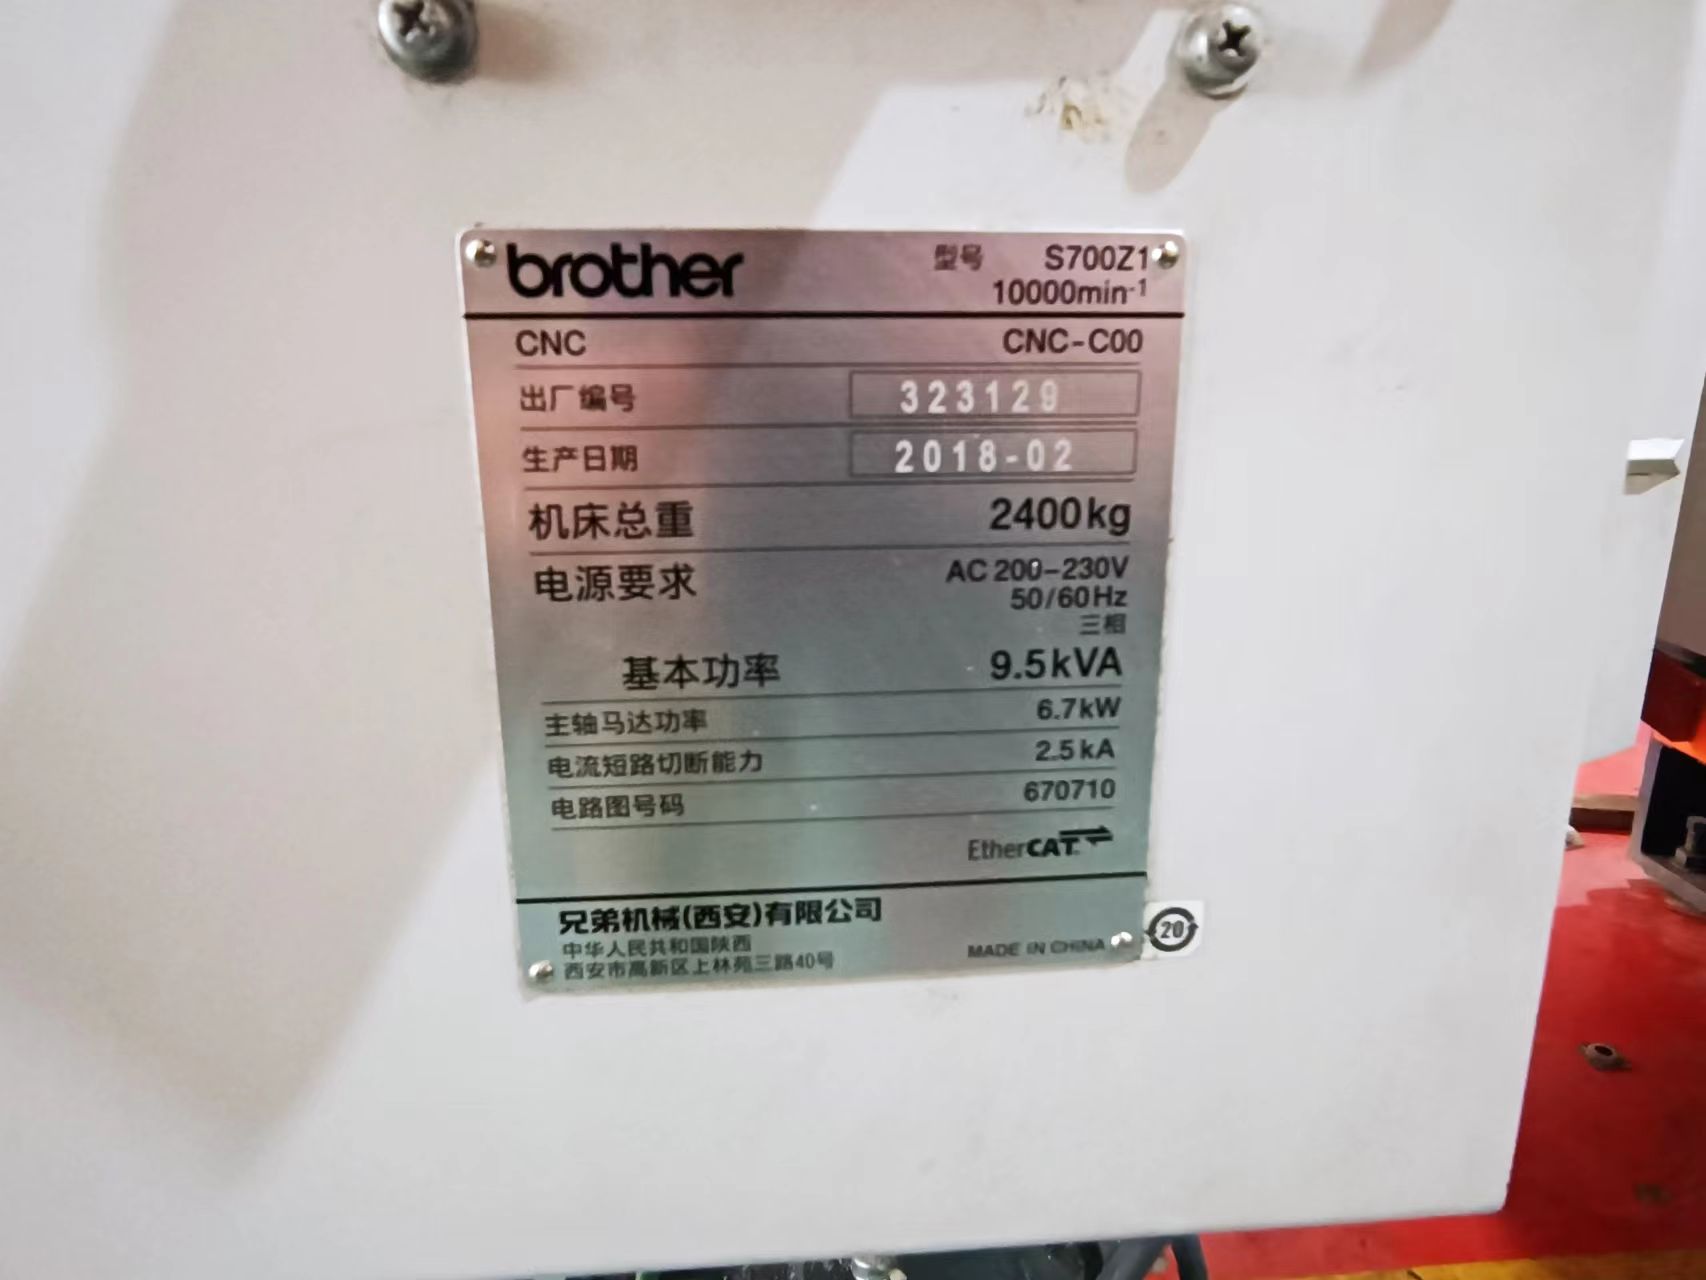 brother
型号 S700Z1
10000min-1
CNC CNC-C00
出厂编号 323129
生产日期 2018-02
机床总重 2400kg
电源要求 AC 200-230V
50/60Hz
三相
基本功率 9.5kVA
主轴马达功率 6.7kW
电流短路切断能力 2.5kA
电路图号码 670710
EtherCAT
兄弟机械(西安)有限公司
中华人民共和国陕西
西安市高新区上林苑三路40号
MADE IN CHINA
20